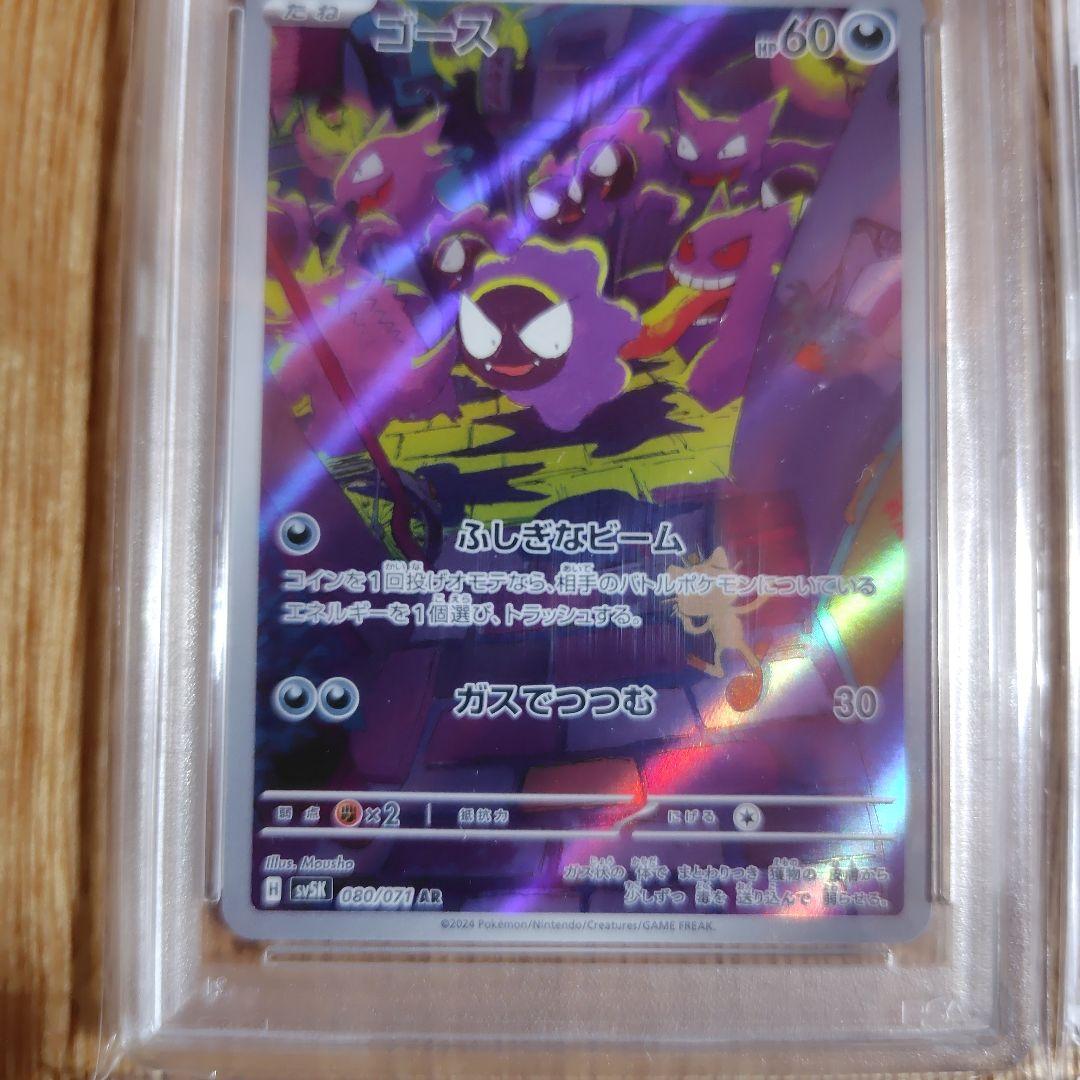 たね ゴース HP60
ふしぎなビーム
コインを1回投げオモテなら、相手のバトルポケモンについている
エネルギーを1個選び、トラッシュする。
ガスでつつむ 30
弱点 ×2 抵抗力 にげる
Illus. Mousho
ガス状の 体で まとわりつき 獲物の 皮膚から
少しずつ 毒を 送り込んで 弱らせる。
H sv5K 080/071 AR
©2024 Pokémon/Nintendo/Creatures/GAME FREAK.